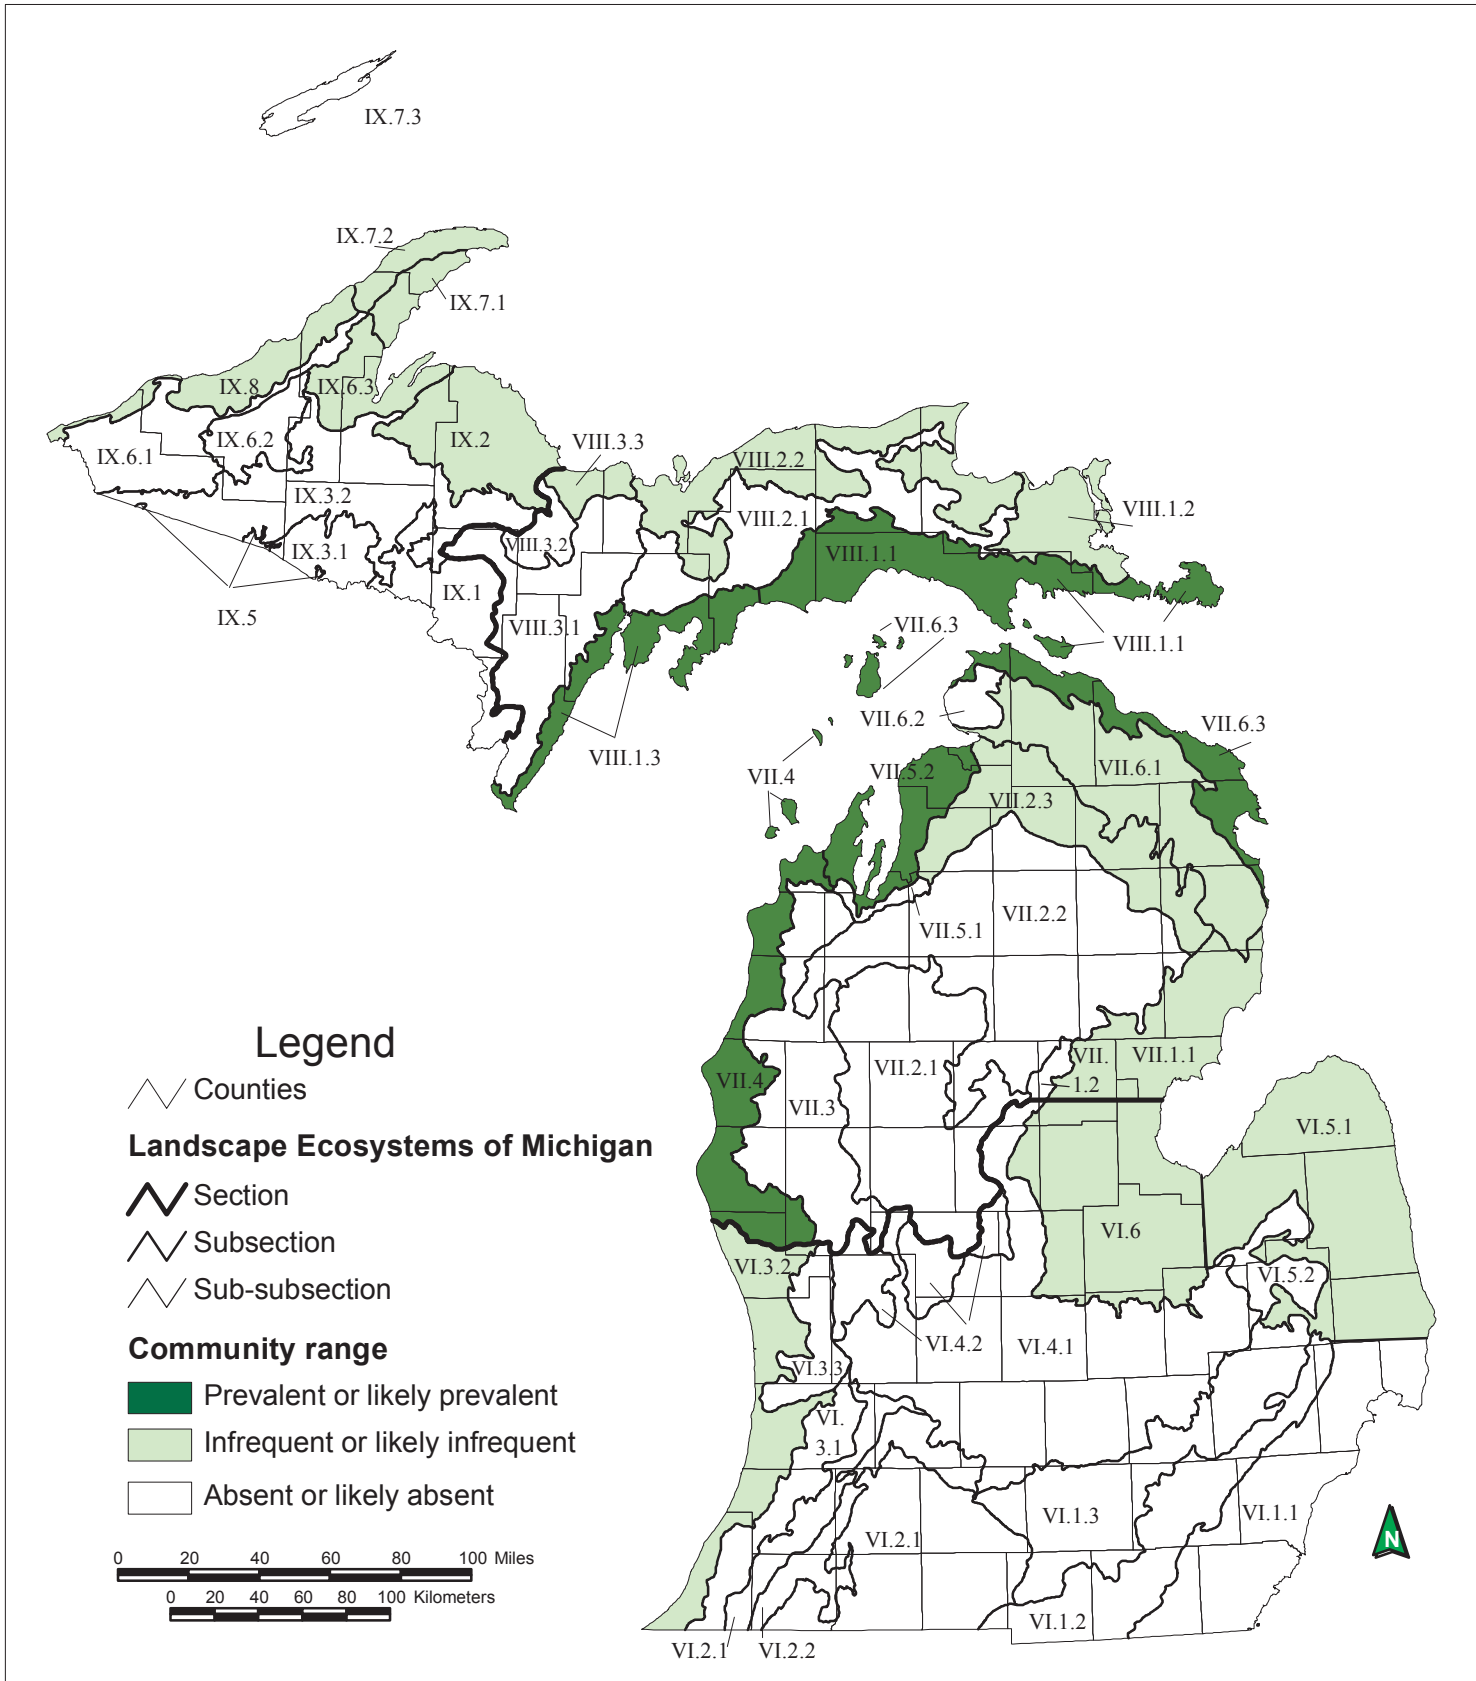 IX.7.3
IX.7.2
IX.7.1
IX.8
IX.6.3
IX.6.2
IX.2
IX.6.1
VIII.3.3
VIII.2.2
IX.3.2
VIII.1.2
VIII.2.1
IX.3.1
VIII.3.2
VIII.1.1
IX.1
IX.5
VIII.3.1
VII.6.3
VIII.1.1
VII.6.2
VII.6.3
VIII.1.3
VII.4
VII.5.2
VII.6.1
VII.2.3
VII.5.1
VII.2.2
Legend
Counties
Landscape Ecosystems of Michigan
Section
Subsection
Sub-subsection
Community range
Prevalent or likely prevalent
Infrequent or likely infrequent
Absent or likely absent
0 20 40 60 80 100 Miles
0 20 40 60 80 100 Kilometers
VII.4
VII.3
VII.2.1
VII.
1.2
VII.1.1
VI.5.1
VI.6
VI.3.2
VI.5.2
VI.4.2
VI.4.1
VI.3.3
VI.
3.1
VI.2.1
VI.1.3
VI.1.1
N
VI.1.2
VI.2.1
VI.2.2